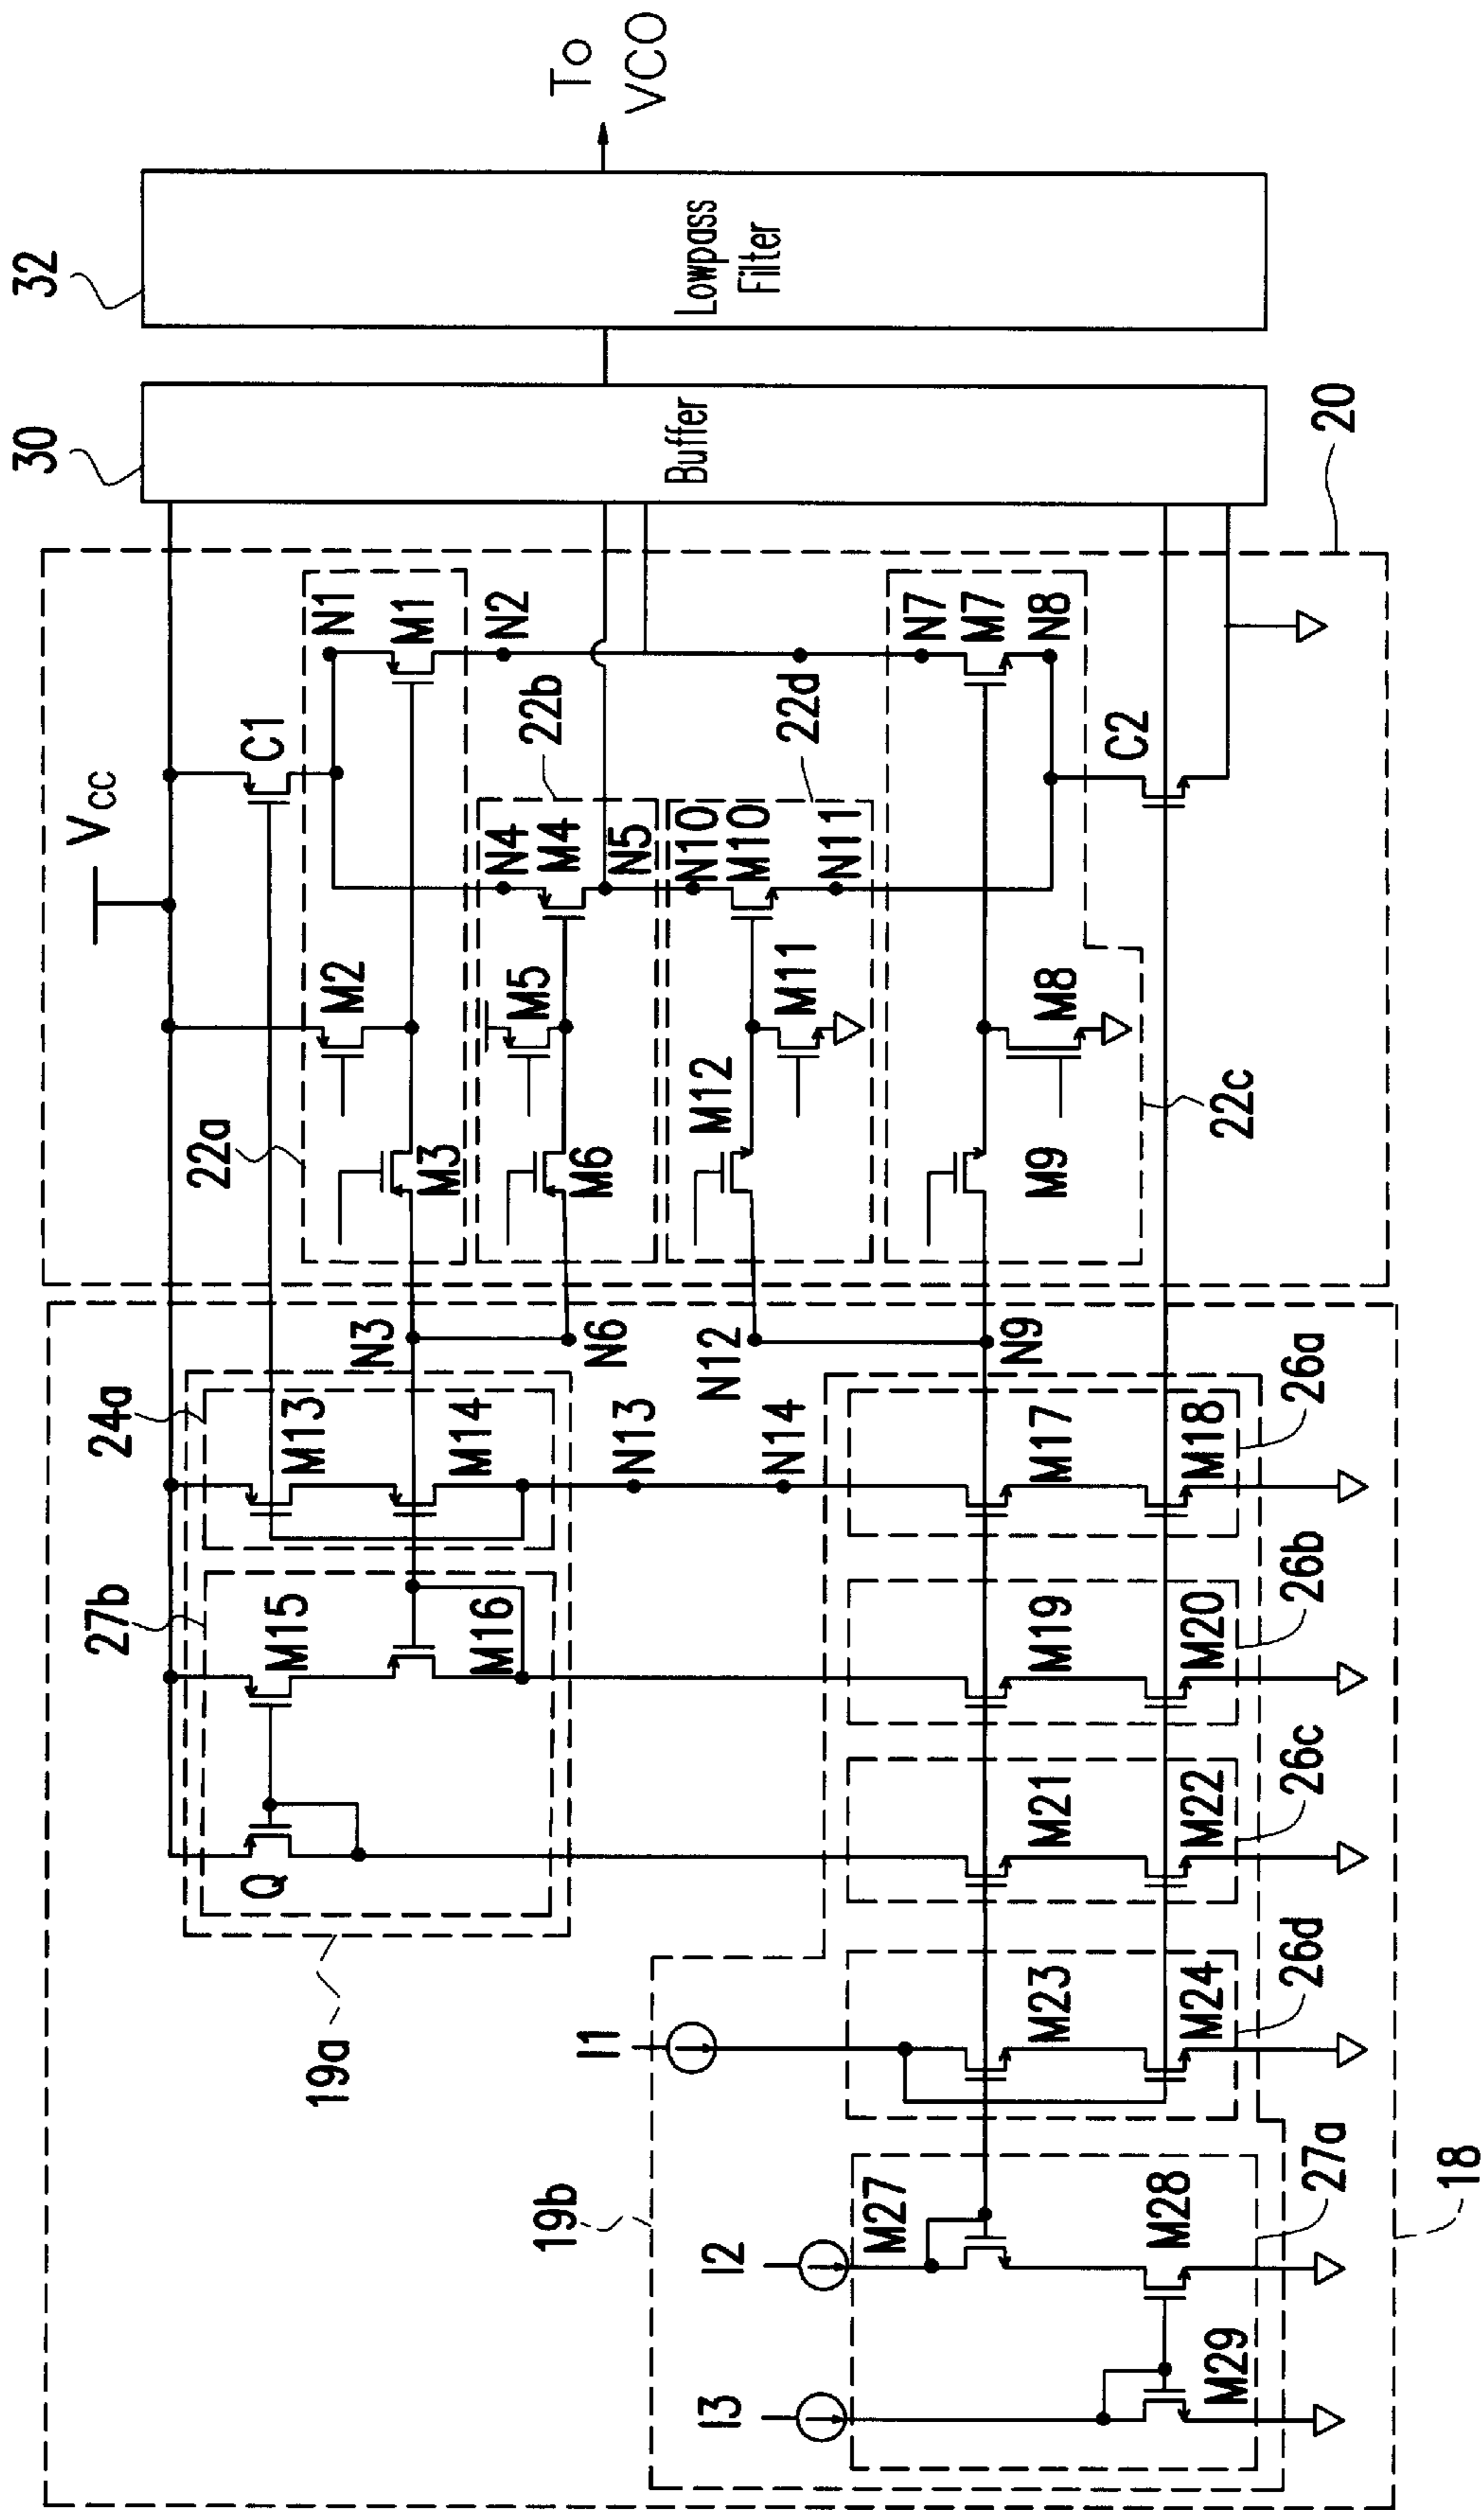 32
30
20
To
VCO
Lowpass
Filter
Buffer
Vcc
C1
N1
M1
N2
22b
22d
N7
M7
N8
C2
N4
M4
N5
N10
M10
N11
M2
M5
M11
M8
22a
M12
22c
M3
M6
M9
N3
N6
N12
N9
24a
M13
M14
N13
N14
M17
M18
26a
27b
M15
M16
M19
M20
26b
Q
M21
M22
26c
19a
I1
M23
M24
26d
19b
I2
M27
M28
27a
18
I3
M29